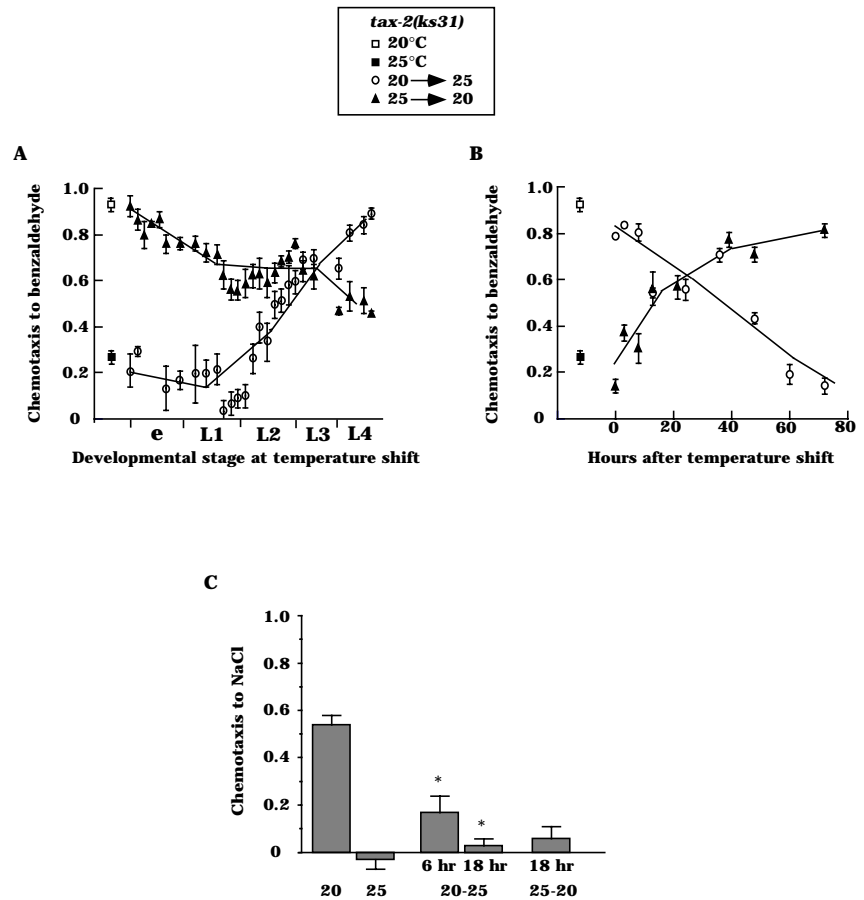 tax-2(ks31)
20°C
25°C
20 25
25 20
A
Chemotaxis to benzaldehyde
1.0
0.8
0.6
0.4
0.2
0
e L1 L2 L3 L4
Developmental stage at temperature shift
B
Chemotaxis to benzaldehyde
1.0
0.8
0.6
0.4
0.2
0
0 20 40 60 80
Hours after temperature shift
C
Chemotaxis to NaCl
1.0
0.8
0.6
0.4
0.2
0
* *
6 hr 18 hr 18 hr
20 25 20-25 25-20